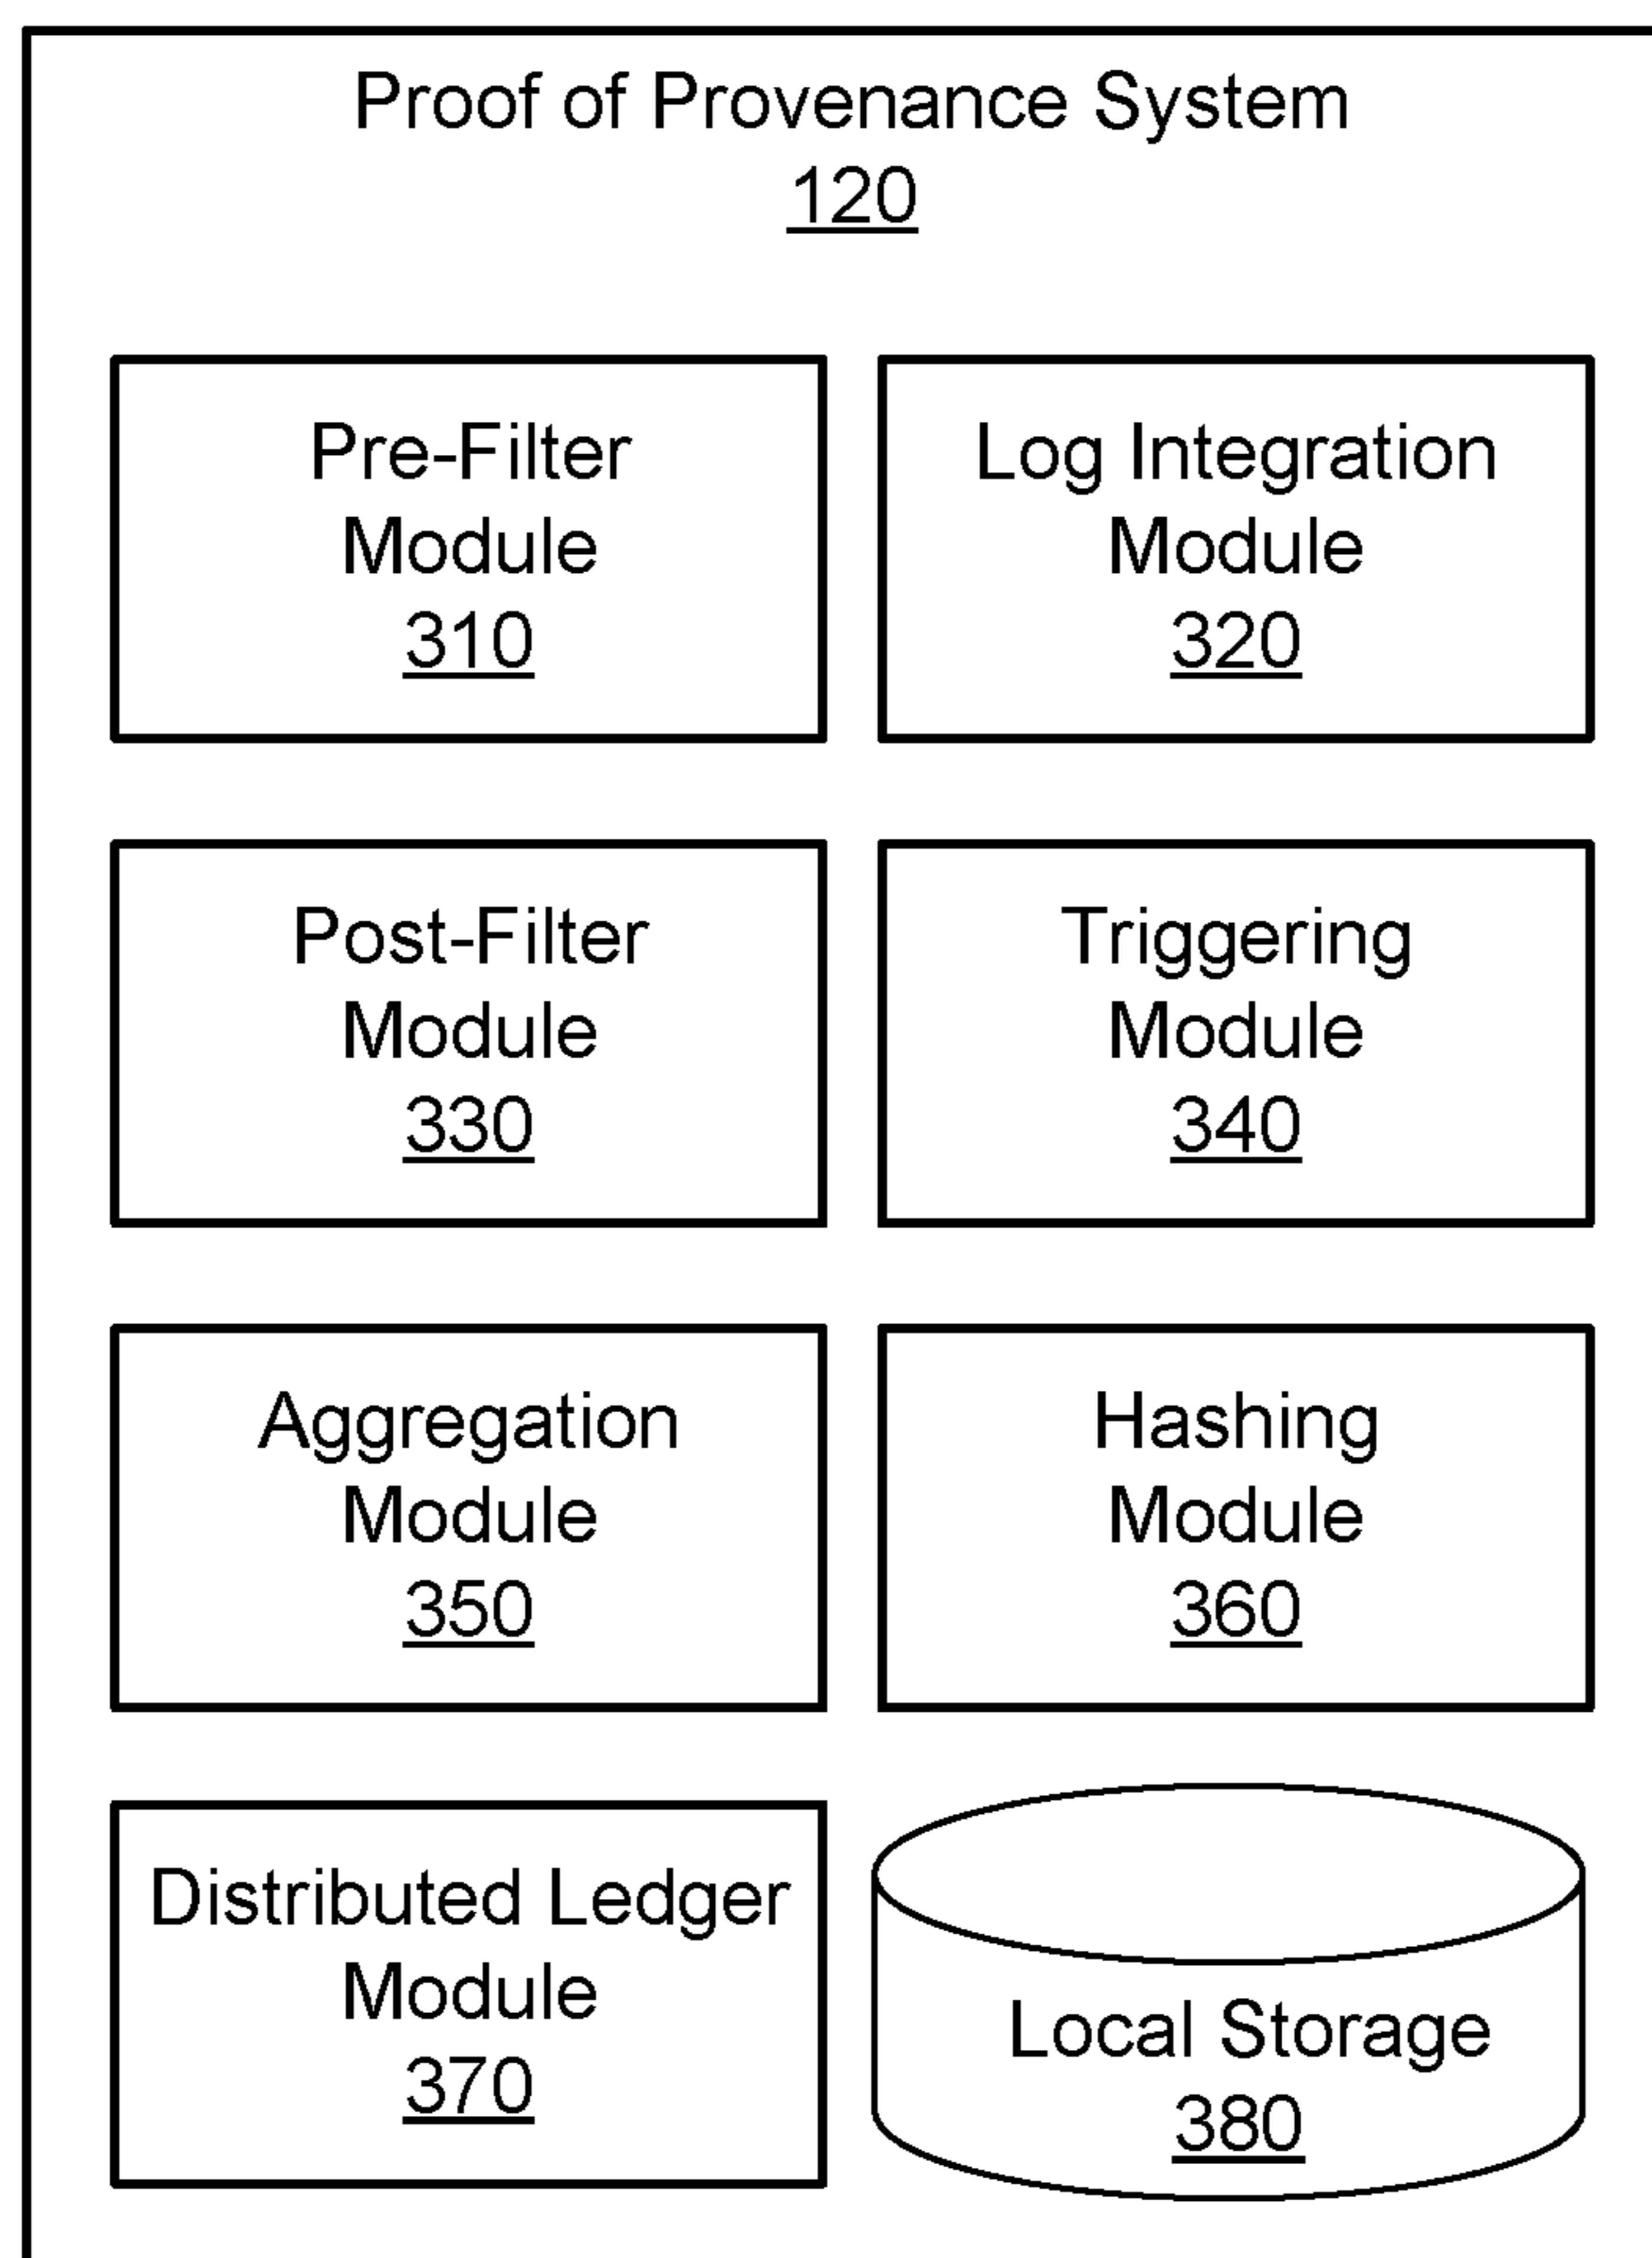 Proof of Provenance System
120
Pre-Filter
Module
310
Log Integration
Module
320
Post-Filter
Module
330
Triggering
Module
340
Aggregation
Module
350
Hashing
Module
360
Distributed Ledger
Module
370
Local Storage
380